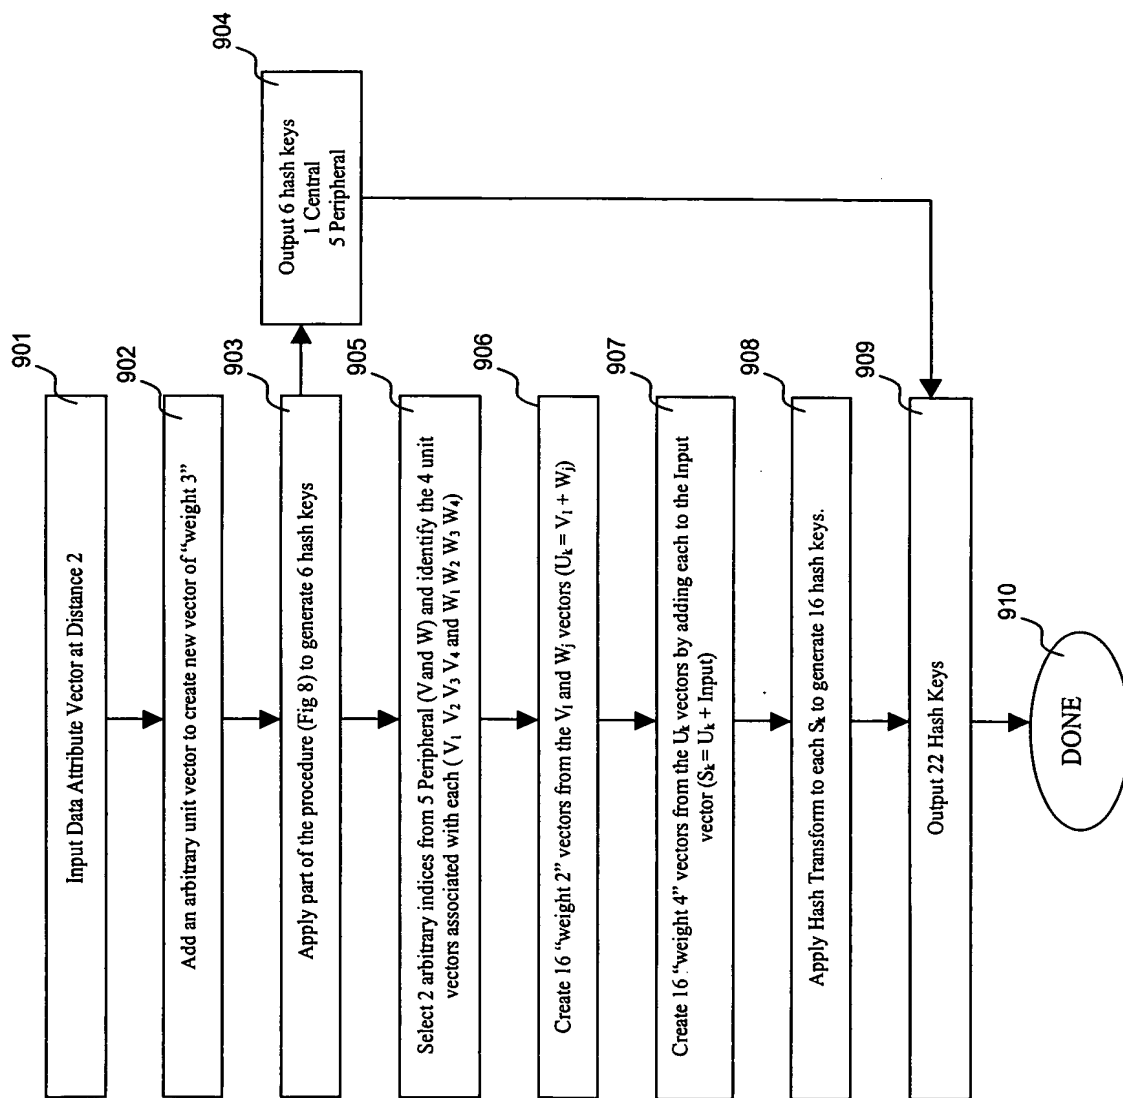 901
Input Data Attribute Vector at Distance 2
902
Add an arbitrary unit vector to create new vector of “weight 3”
903
Apply part of the procedure (Fig 8) to generate 6 hash keys
904
Output 6 hash keys
1 Central
5 Peripheral
905
Select 2 arbitrary indices from 5 Peripheral (V and W) and identify the 4 unit
vectors associated with each ( V₁ V₂ V₃ V₄ and W₁ W₂ W₃ W₄)
906
Create 16 “weight 2” vectors from the V₁ and Wⱼ vectors (Uₖ = V₁ + Wⱼ)
907
Create 16 “weight 4” vectors from the Uₖ vectors by adding each to the Input
vector (Sₖ = Uₖ + Input)
908
Apply Hash Transform to each Sₖ to generate 16 hash keys.
909
Output 22 Hash Keys
910
DONE